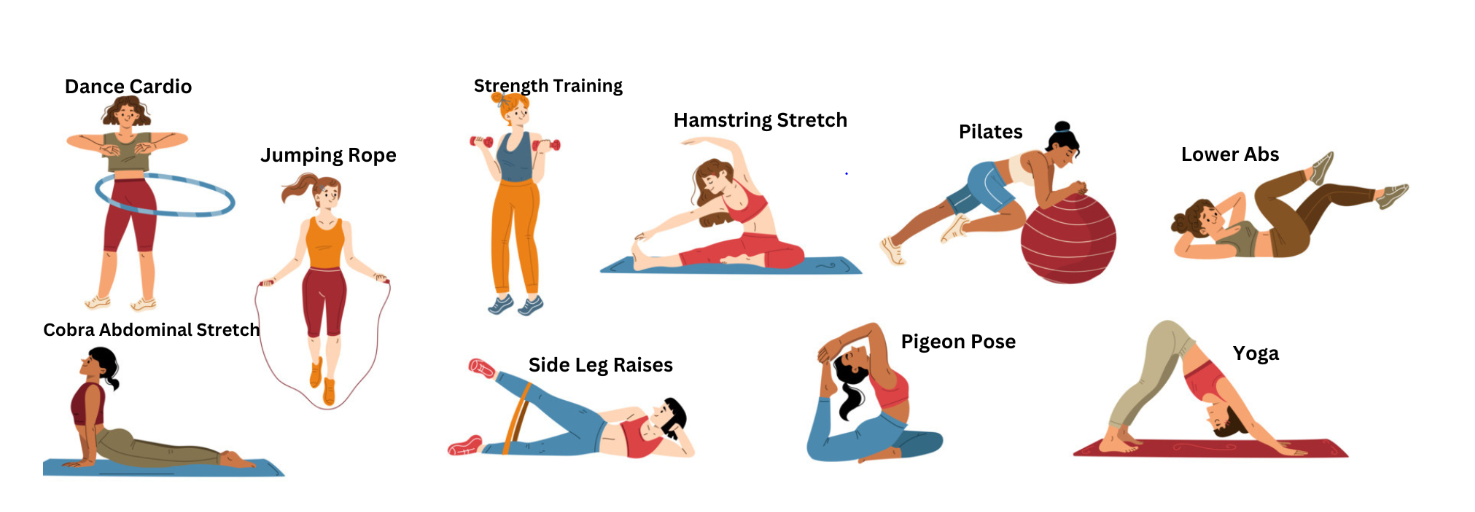 Dance Cardio
Strength Training
Hamstring Stretch
Pilates
Jumping Rope
Lower Abs
Cobra Abdominal Stretch
Side Leg Raises
Pigeon Pose
Yoga